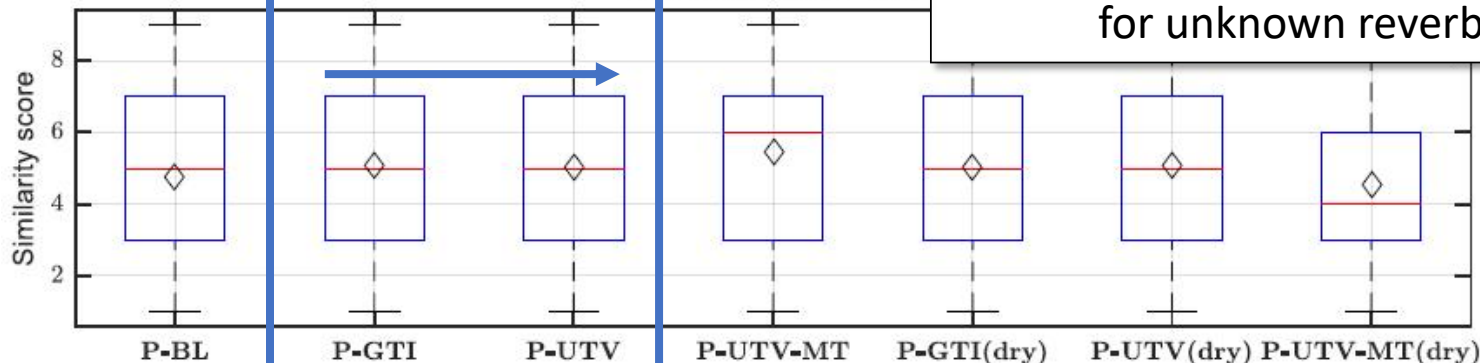 for unknown reverb
Similarity score
8
6
4
2
P-BL P-GTI P-UTV P-UTV-MT P-GTI(dry) P-UTV(dry) P-UTV-MT(dry)